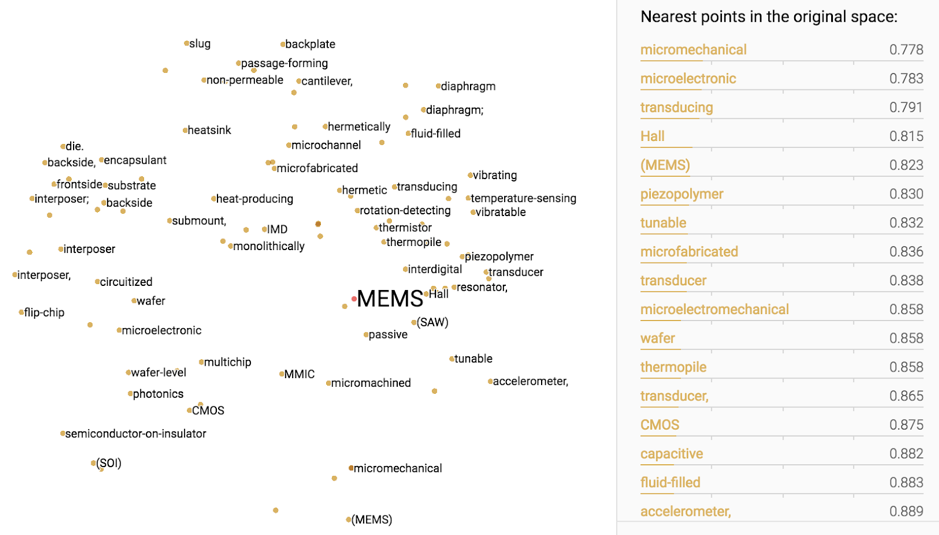 slug
backplate
passage-forming
non-permeable
cantilever,
diaphragm
diaphragm;
heatsink
hermetically
fluid-filled
microchannel
die.
backside,
encapsulant
microfabricated
frontside
substrate
interposer;
backside
heat-producing
hermetic
transducing
vibrating
temperature-sensing
rotation-detecting
vibratable
submount,
IMD
thermistor
monolithically
thermopile
interposer
piezopolymer
interposer,
circuitized
interdigital
transducer
resonator,
wafer
MEMS
Hall
flip-chip
(SAW)
microelectronic
passive
multichip
tunable
wafer-level
MMIC
micromachined
accelerometer,
photonics
CMOS
semiconductor-on-insulator
(SOI)
micromechanical
(MEMS)
Nearest points in the original space:
micromechanical 0.778
microelectronic 0.783
transducing 0.791
Hall 0.815
(MEMS) 0.823
piezopolymer 0.830
tunable 0.832
microfabricated 0.836
transducer 0.838
microelectromechanical 0.858
wafer 0.858
thermopile 0.858
transducer, 0.865
CMOS 0.875
capacitive 0.882
fluid-filled 0.883
accelerometer, 0.889